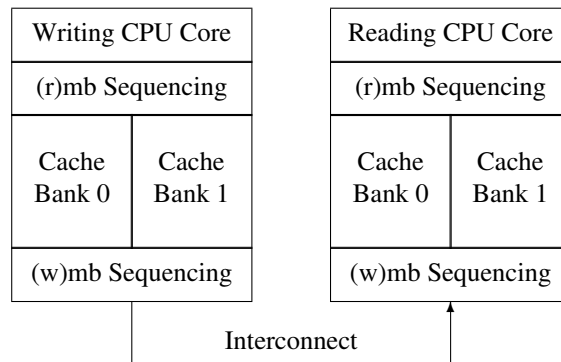 Writing CPU Core
(r)mb Sequencing
Cache
Bank 0
Cache
Bank 1
(w)mb Sequencing
Reading CPU Core
(r)mb Sequencing
Cache
Bank 0
Cache
Bank 1
(w)mb Sequencing
Interconnect